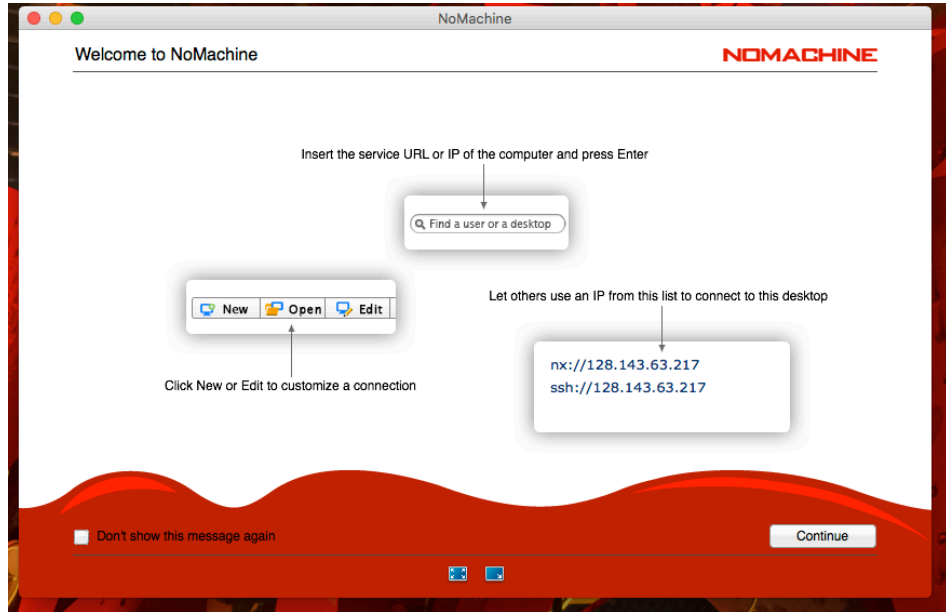 NoMachine
Welcome to NoMachine
NOMACHINE
Insert the service URL or IP of the computer and press Enter
Find a user or a desktop
New Open Edit
Let others use an IP from this list to connect to this desktop
Click New or Edit to customize a connection
nx://128.143.63.217
ssh://128.143.63.217
Don't show this message again
Continue